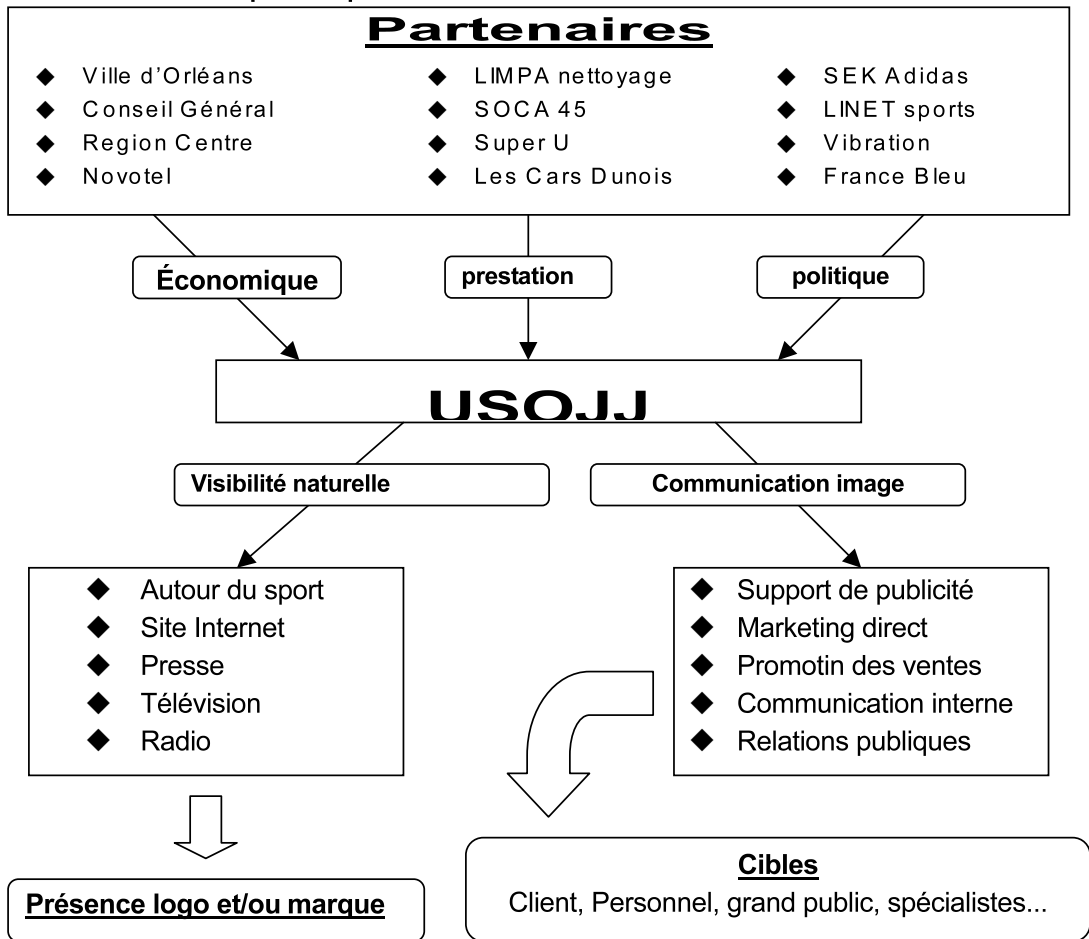 Partenaires
◆ Ville d'Orléans
◆ Conseil Général
◆ Region Centre
◆ Novotel
◆ LIMPA nettoyage
◆ SOCA 45
◆ Super U
◆ Les Cars Dunois
◆ SEK Adidas
◆ LINET sports
◆ Vibration
◆ France Bleu
Économique
prestation
politique
USOJJ
Visibilité naturelle
Communication image
◆ Autour du sport
◆ Site Internet
◆ Presse
◆ Télévision
◆ Radio
◆ Support de publicité
◆ Marketing direct
◆ Promotin des ventes
◆ Communication interne
◆ Relations publiques
Présence logo et/ou marque
Cibles
Client, Personnel, grand public, spécialistes...